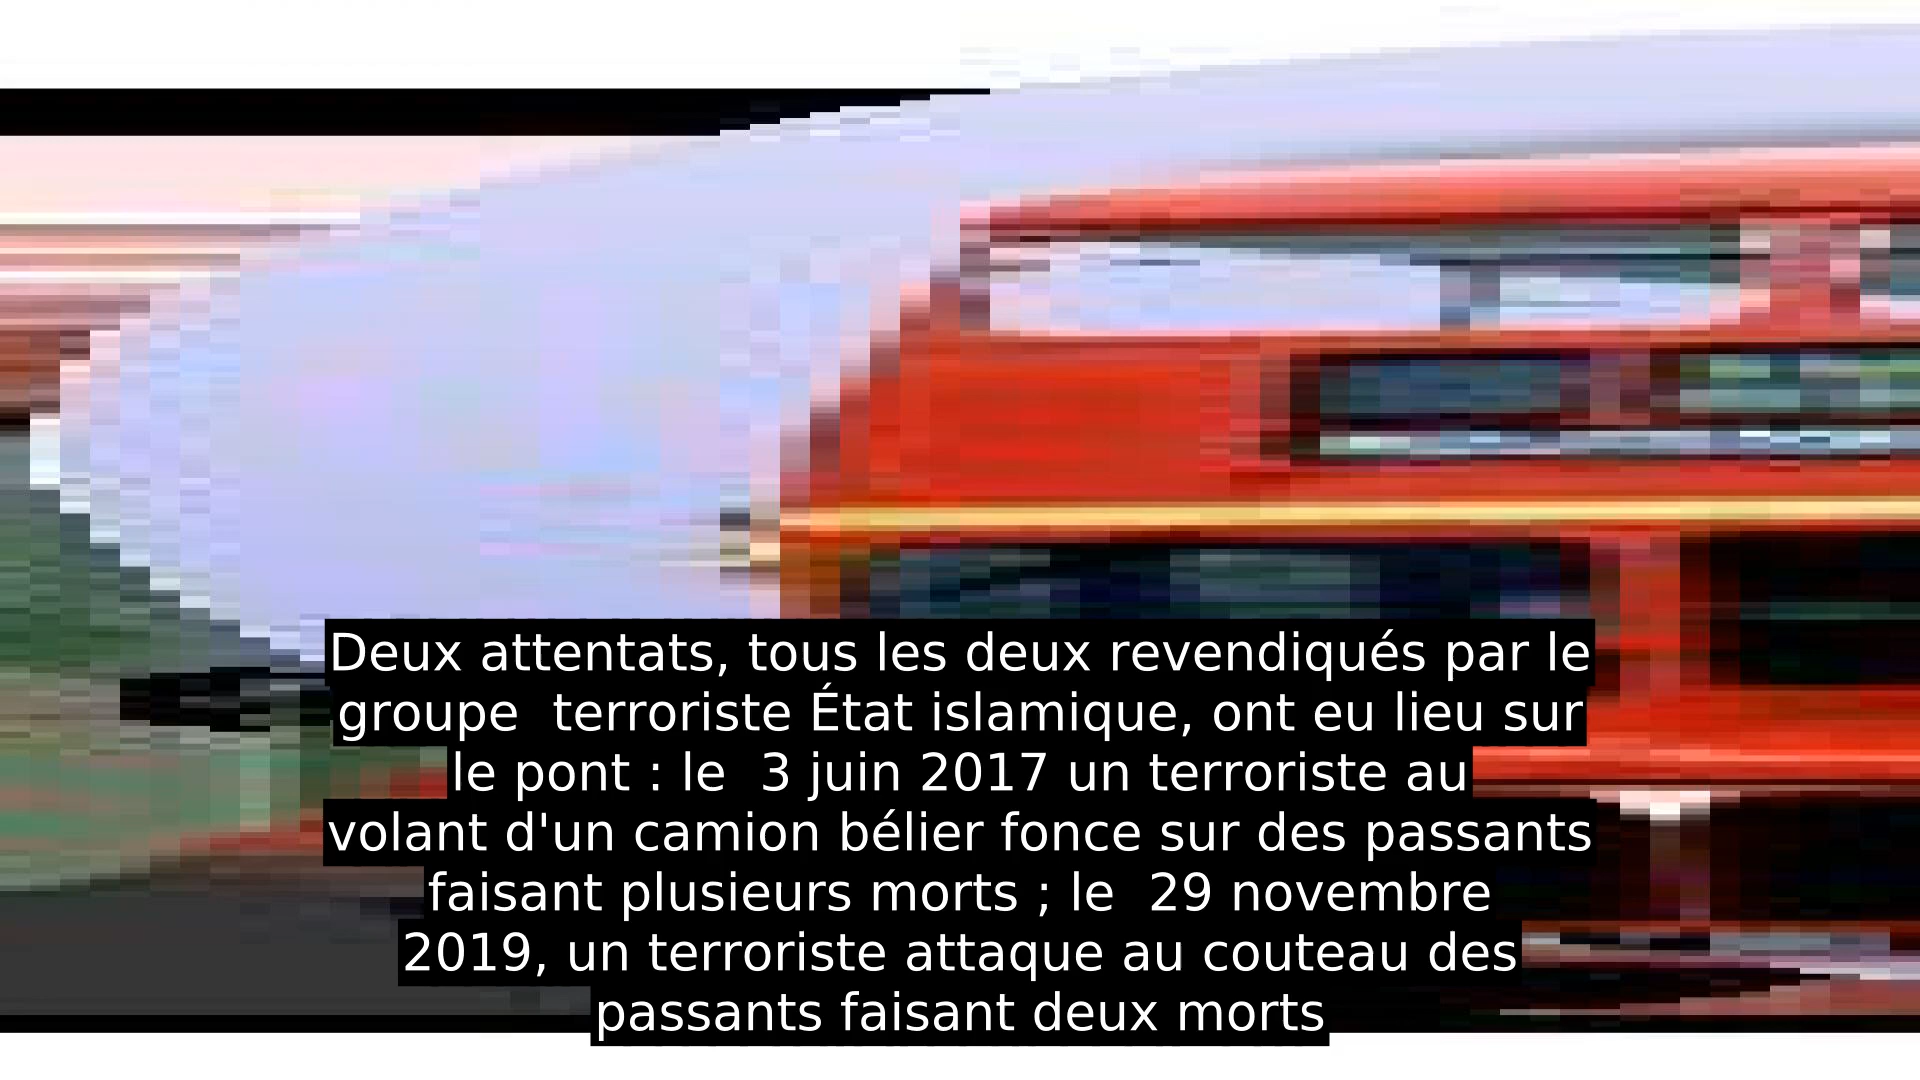 Deux attentats, tous les deux revendiqués par le
groupe  terroriste État islamique, ont eu lieu sur
le pont : le  3 juin 2017 un terroriste au
volant d'un camion bélier fonce sur des passants
faisant plusieurs morts ; le  29 novembre
2019, un terroriste attaque au couteau des
passants faisant deux morts